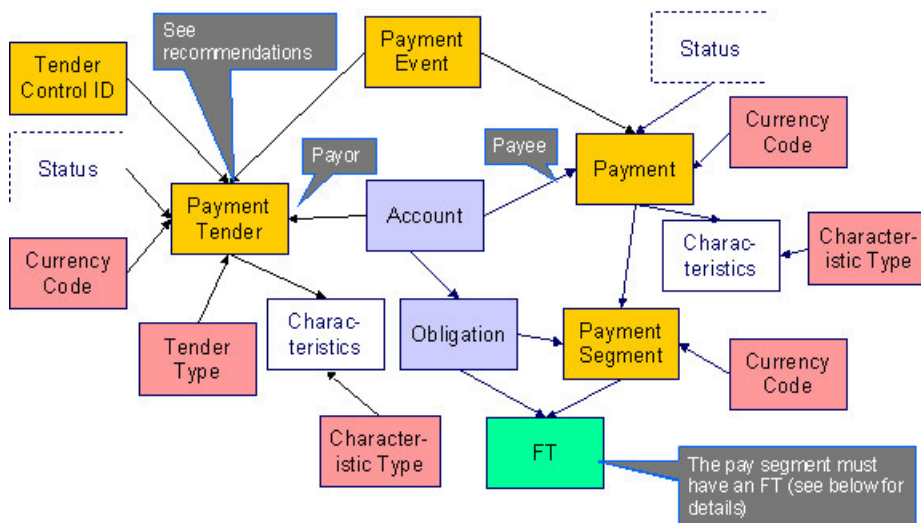 See
recommendations
Payment
Event
Status
Tender
Control ID
Currency
Code
Payor
Payee
Payment
Status
Payment
Tender
Account
Charac-
teristics
Character-
istic Type
Currency
Code
Charac-
teristics
Obligation
Payment
Segment
Tender
Type
Currency
Code
Character-
istic Type
FT
The pay segment must
have an FT (see below for
details)